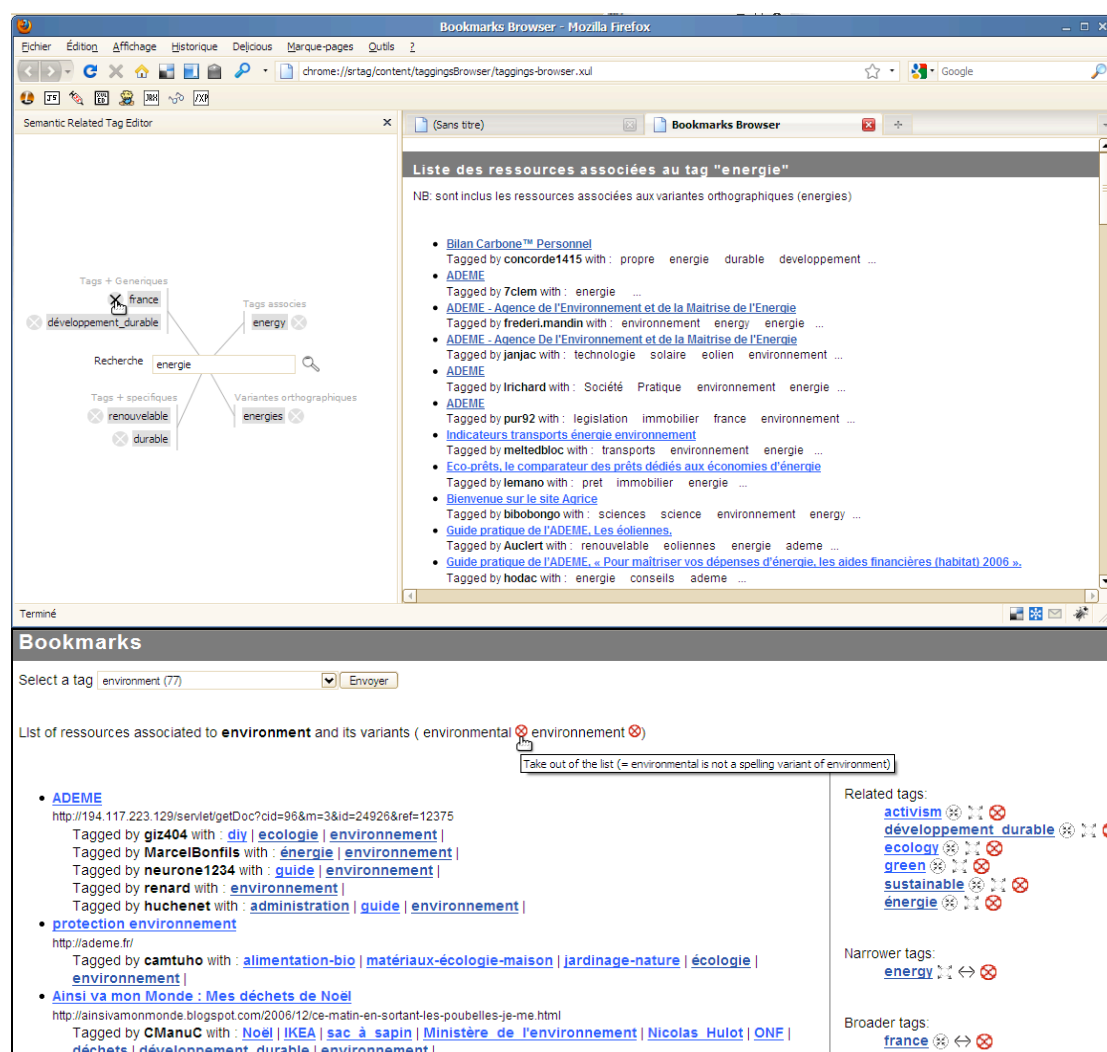 Bookmarks Browser - Mozilla Firefox
Fichier Édition Affichage Historique Delicious Marque-pages Outils ?
chrome://srtag/content/taggingsBrowser/taggings-browser.xul Google
Semantic Related Tag Editor
(Sans titre) Bookmarks Browser
Liste des ressources associées au tag "energie"
NB: sont inclus les ressources associées aux variantes orthographiques (energies)
Tags + Generiques
france
développement_durable
Tags associes
energy
Recherche energie
Tags + specifiques
renouvelable
durable
Variantes orthographiques
energies
Bilan Carbone™ Personnel
Tagged by concorde1415 with : propre energie durable developpement ...
ADEME
Tagged by 7clem with : energie ...
ADEME - Agence de l'Environnement et de la Maitrise de l'Energie
Tagged by frederi.mandin with : environnement energy energie ...
ADEME - Agence De l'Environnement et de la Maitrise de l'Energie
Tagged by janjac with : technologie solaire eolien environnement ...
ADEME
Tagged by lrichard with : Société Pratique environnement energie ...
ADEME
Tagged by pur92 with : legislation immobilier france environnement ...
Indicateurs transports énergie environnement
Tagged by meltedbloc with : transports environnement energie ...
Eco-prêts, le comparateur des prêts dédiés aux économies d'énergie
Tagged by lemano with : pret immobilier energie ...
Bienvenue sur le site Agrice
Tagged by bibobongo with : sciences science environnement energy ...
Guide pratique de l'ADEME, Les éoliennes.
Tagged by Auclert with : renouvelable eoliennes energie ademe ...
Guide pratique de l'ADEME, « Pour maîtriser vos dépenses d'énergie, les aides financières (habitat) 2006 ».
Tagged by hodac with : energie conseils ademe ...
Terminé
Bookmarks
Select a tag environment (77) Envoyer
LIst of ressources associated to environment and its variants ( environmental environnement )
Take out of the list (= environmental is not a spelling variant of environment)
ADEME
http://194.117.223.129/servlet/getDoc?cid=96&m=3&id=24926&ref=12375
Tagged by giz404 with : diy | ecologie | environnement |
Tagged by MarcelBonfils with : énergie | environnement |
Tagged by neurone1234 with : guide | environnement |
Tagged by renard with : environnement |
Tagged by huchenet with : administration | guide | environnement |
protection environnement
http://ademe.fr/
Tagged by camtuho with : alimentation-bio | matériaux-écologie-maison | jardinage-nature | écologie |
environnement |
Ainsi va mon Monde : Mes déchets de Noël
http://ainsivamonmonde.blogspot.com/2006/12/ce-matin-en-sortant-les-poubelles-je-me.html
Tagged by CManuC with : Noël | IKEA | sac_à_sapin | Ministère_de_l'environnement | Nicolas_Hulot | ONF |
déchets | développement_durable | environnement |
Related tags:
activism
développement_durable
ecology
green
sustainable
énergie
Narrower tags:
energy
Broader tags:
france